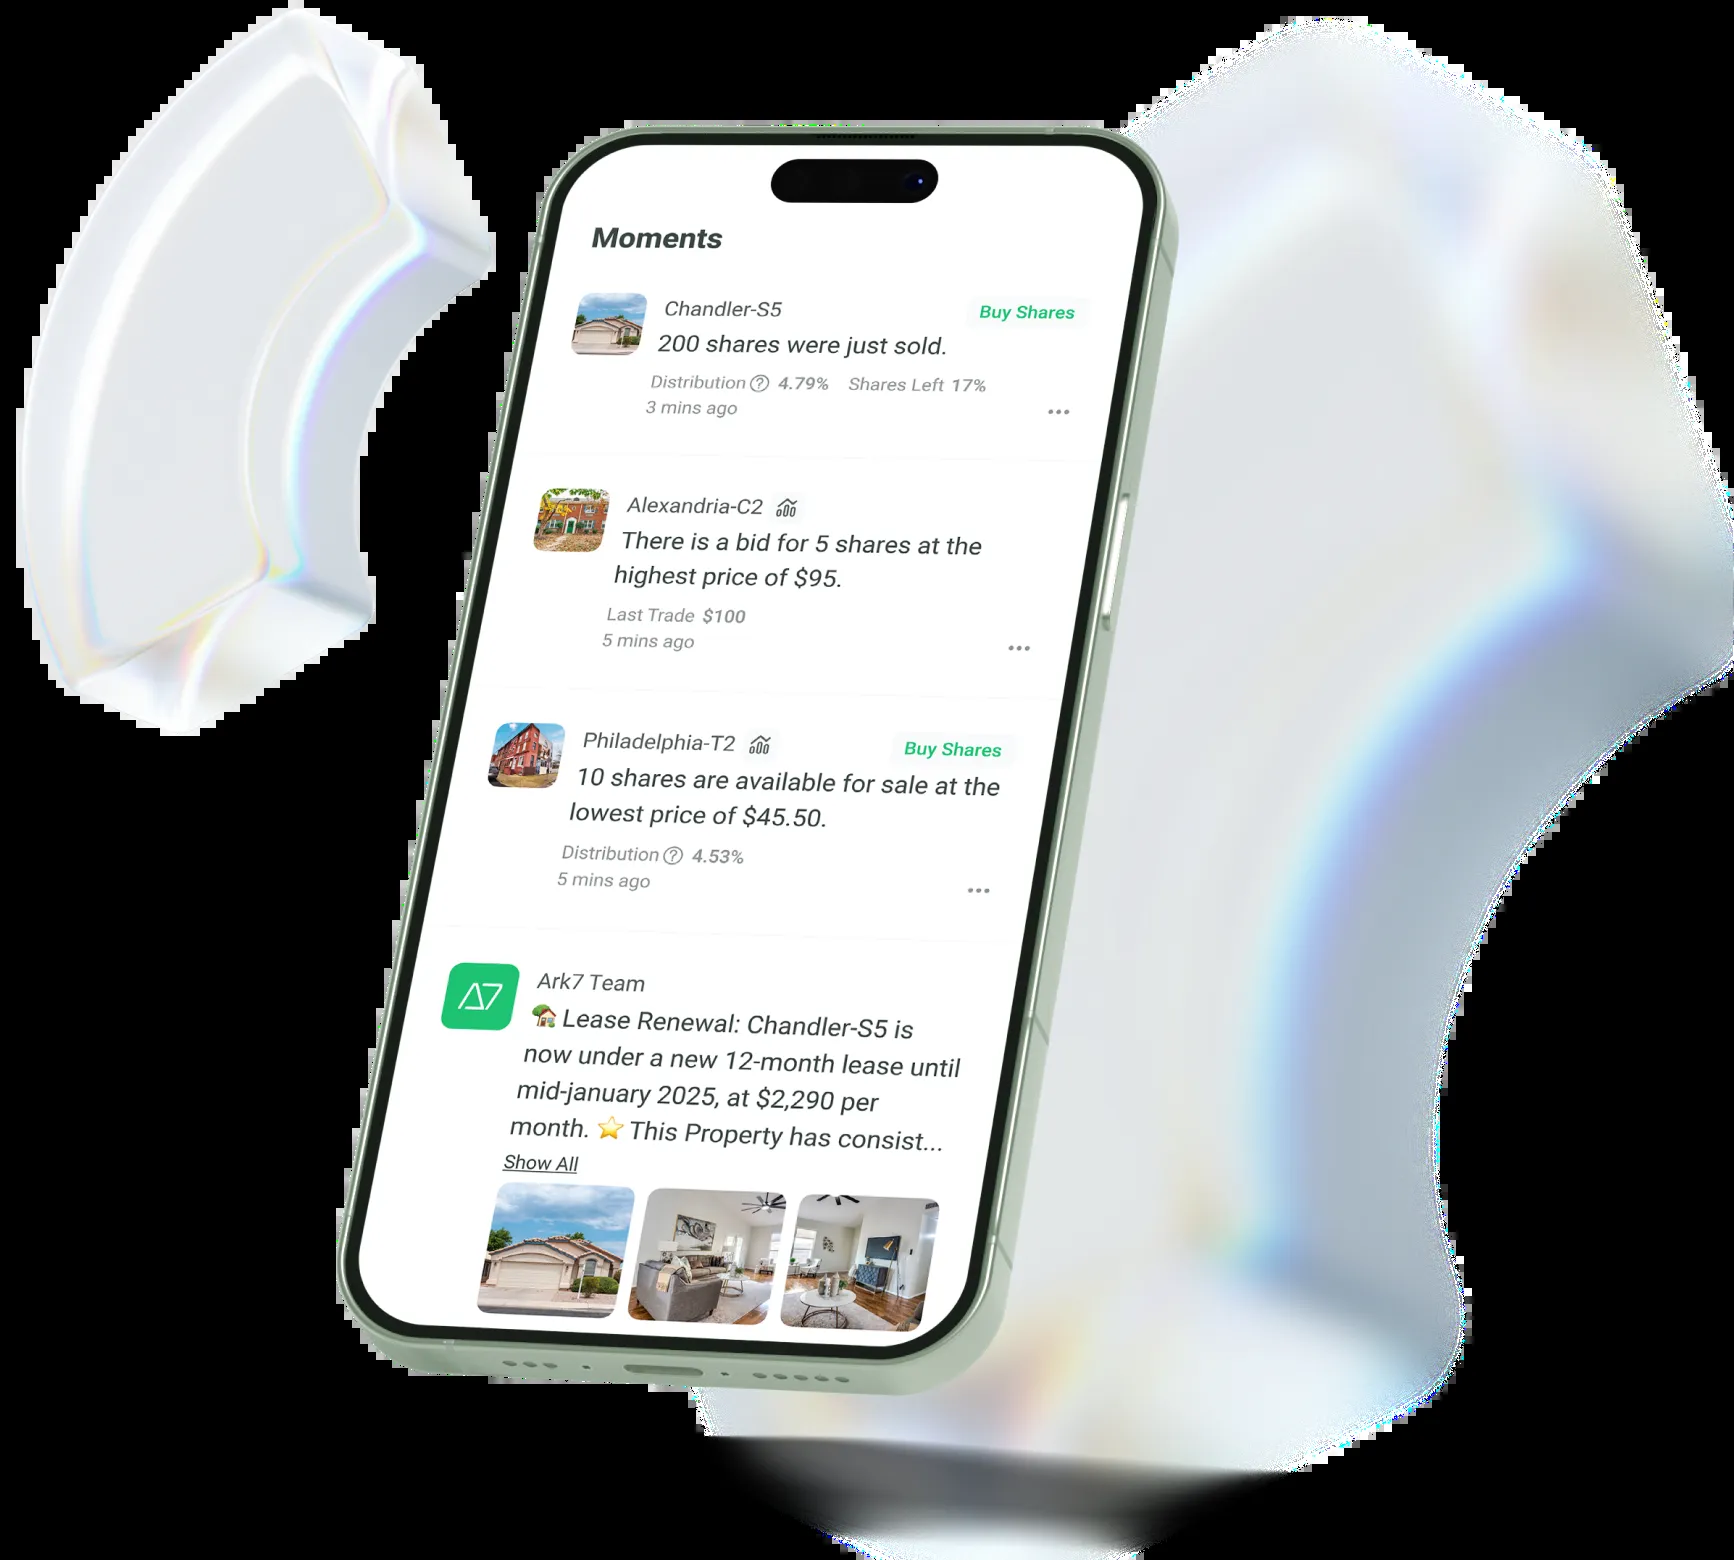 Moments
Chandler-S5
Buy Shares
200 shares were just sold.
Distribution ? 4.79% Shares Left 17%
3 mins ago
Alexandria-C2
There is a bid for 5 shares at the
highest price of $95.
Last Trade $100
5 mins ago
Philadelphia-T2
Buy Shares
10 shares are available for sale at the
lowest price of $45.50.
Distribution ? 4.53%
5 mins ago
Ark7 Team
🏡 Lease Renewal: Chandler-S5 is
now under a new 12-month lease until
mid-january 2025, at $2,290 per
month. ⭐ This Property has consist...
Show All